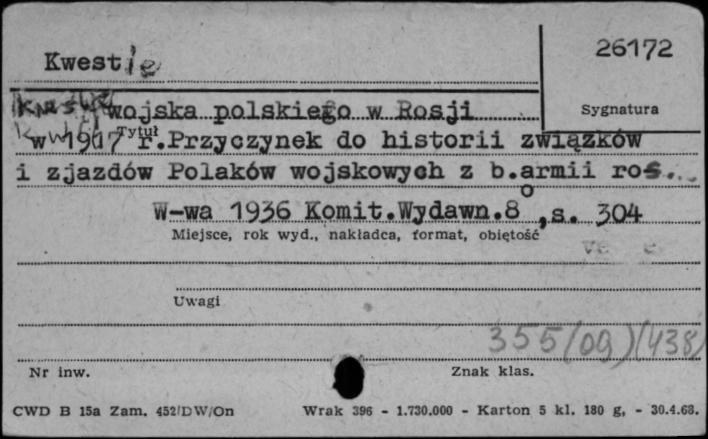 Kwestie
26172
wojska polskiego w Rosji
Sygnatura
w 1917 r. Przyczynek do historii związków
Tytuł
i zjazdów Polaków wojskowych z b.armii ros.
W-wa 1936 Komit.Wydawn.8⁰,s. 304
Miejsce, rok wyd., nakładca, format, objętość
Uwagi
355(09)(438)
Nr inw.
Znak klas.
CWD B 15a Zam. 452/DW/On
Wrak 396 - 1.730.000 - Karton 5 kl. 180 g, - 30.4.68.